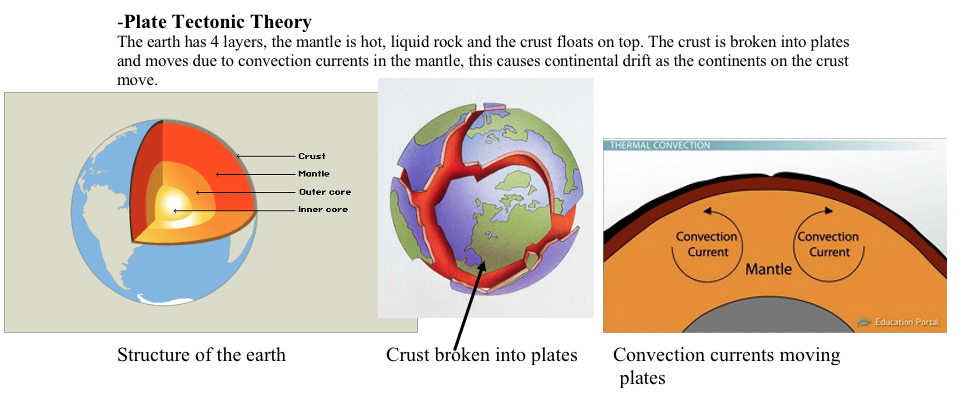 -Plate Tectonic Theory
The earth has 4 layers, the mantle is hot, liquid rock and the crust floats on top. The crust is broken into plates
and moves due to convection currents in the mantle, this causes continental drift as the continents on the crust
move.
Crust
Mantle
Outer core
Inner core
THERMAL CONVECTION
Convection
Current
Convection
Current
Mantle
Education Portal
Structure of the earth
Crust broken into plates
Convection currents moving
plates